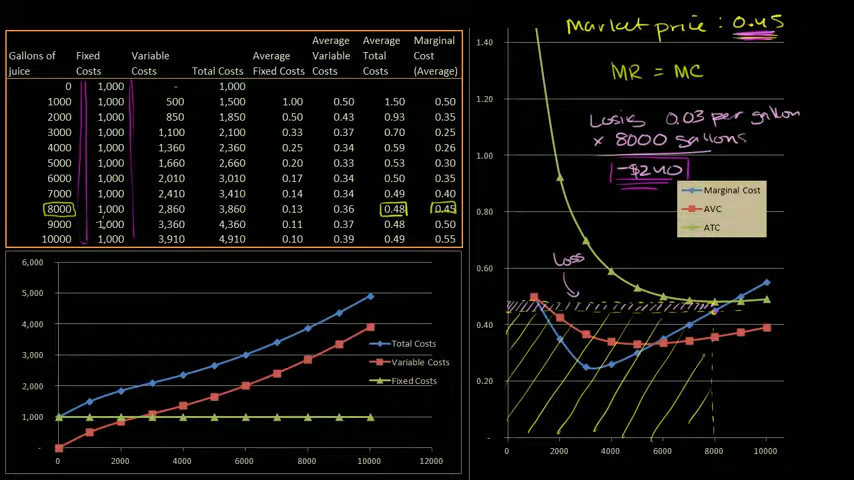 Market price : 0.45
MR = MC
Losing 0.03 per gallon
x 8000 gallons
-$240
Gallons of juice Fixed Costs Variable Costs Total Costs Average Fixed Costs Average Variable Costs Average Total Costs Marginal Cost (Average)
0 1,000 - 1,000
1000 1,000 500 1,500 1.00 0.50 1.50 0.50
2000 1,000 850 1,850 0.50 0.43 0.93 0.35
3000 1,000 1,100 2,100 0.33 0.37 0.70 0.25
4000 1,000 1,360 2,360 0.25 0.34 0.59 0.26
5000 1,000 1,660 2,660 0.20 0.33 0.53 0.30
6000 1,000 2,010 3,010 0.17 0.34 0.50 0.35
7000 1,000 2,410 3,410 0.14 0.34 0.49 0.40
8000 1,000 2,860 3,860 0.13 0.36 0.48 0.45
9000 1,000 3,360 4,360 0.11 0.37 0.48 0.50
10000 1,000 3,910 4,910 0.10 0.39 0.49 0.55
6,000
5,000
4,000
3,000
2,000
1,000
-
0 2000 4000 6000 8000 10000 12000
Total Costs
Variable Costs
Fixed Costs
1.40
1.20
1.00
0.80
0.60
0.40
0.20
-
0 2000 4000 6000 8000 10000
Marginal Cost
AVC
ATC
Loss